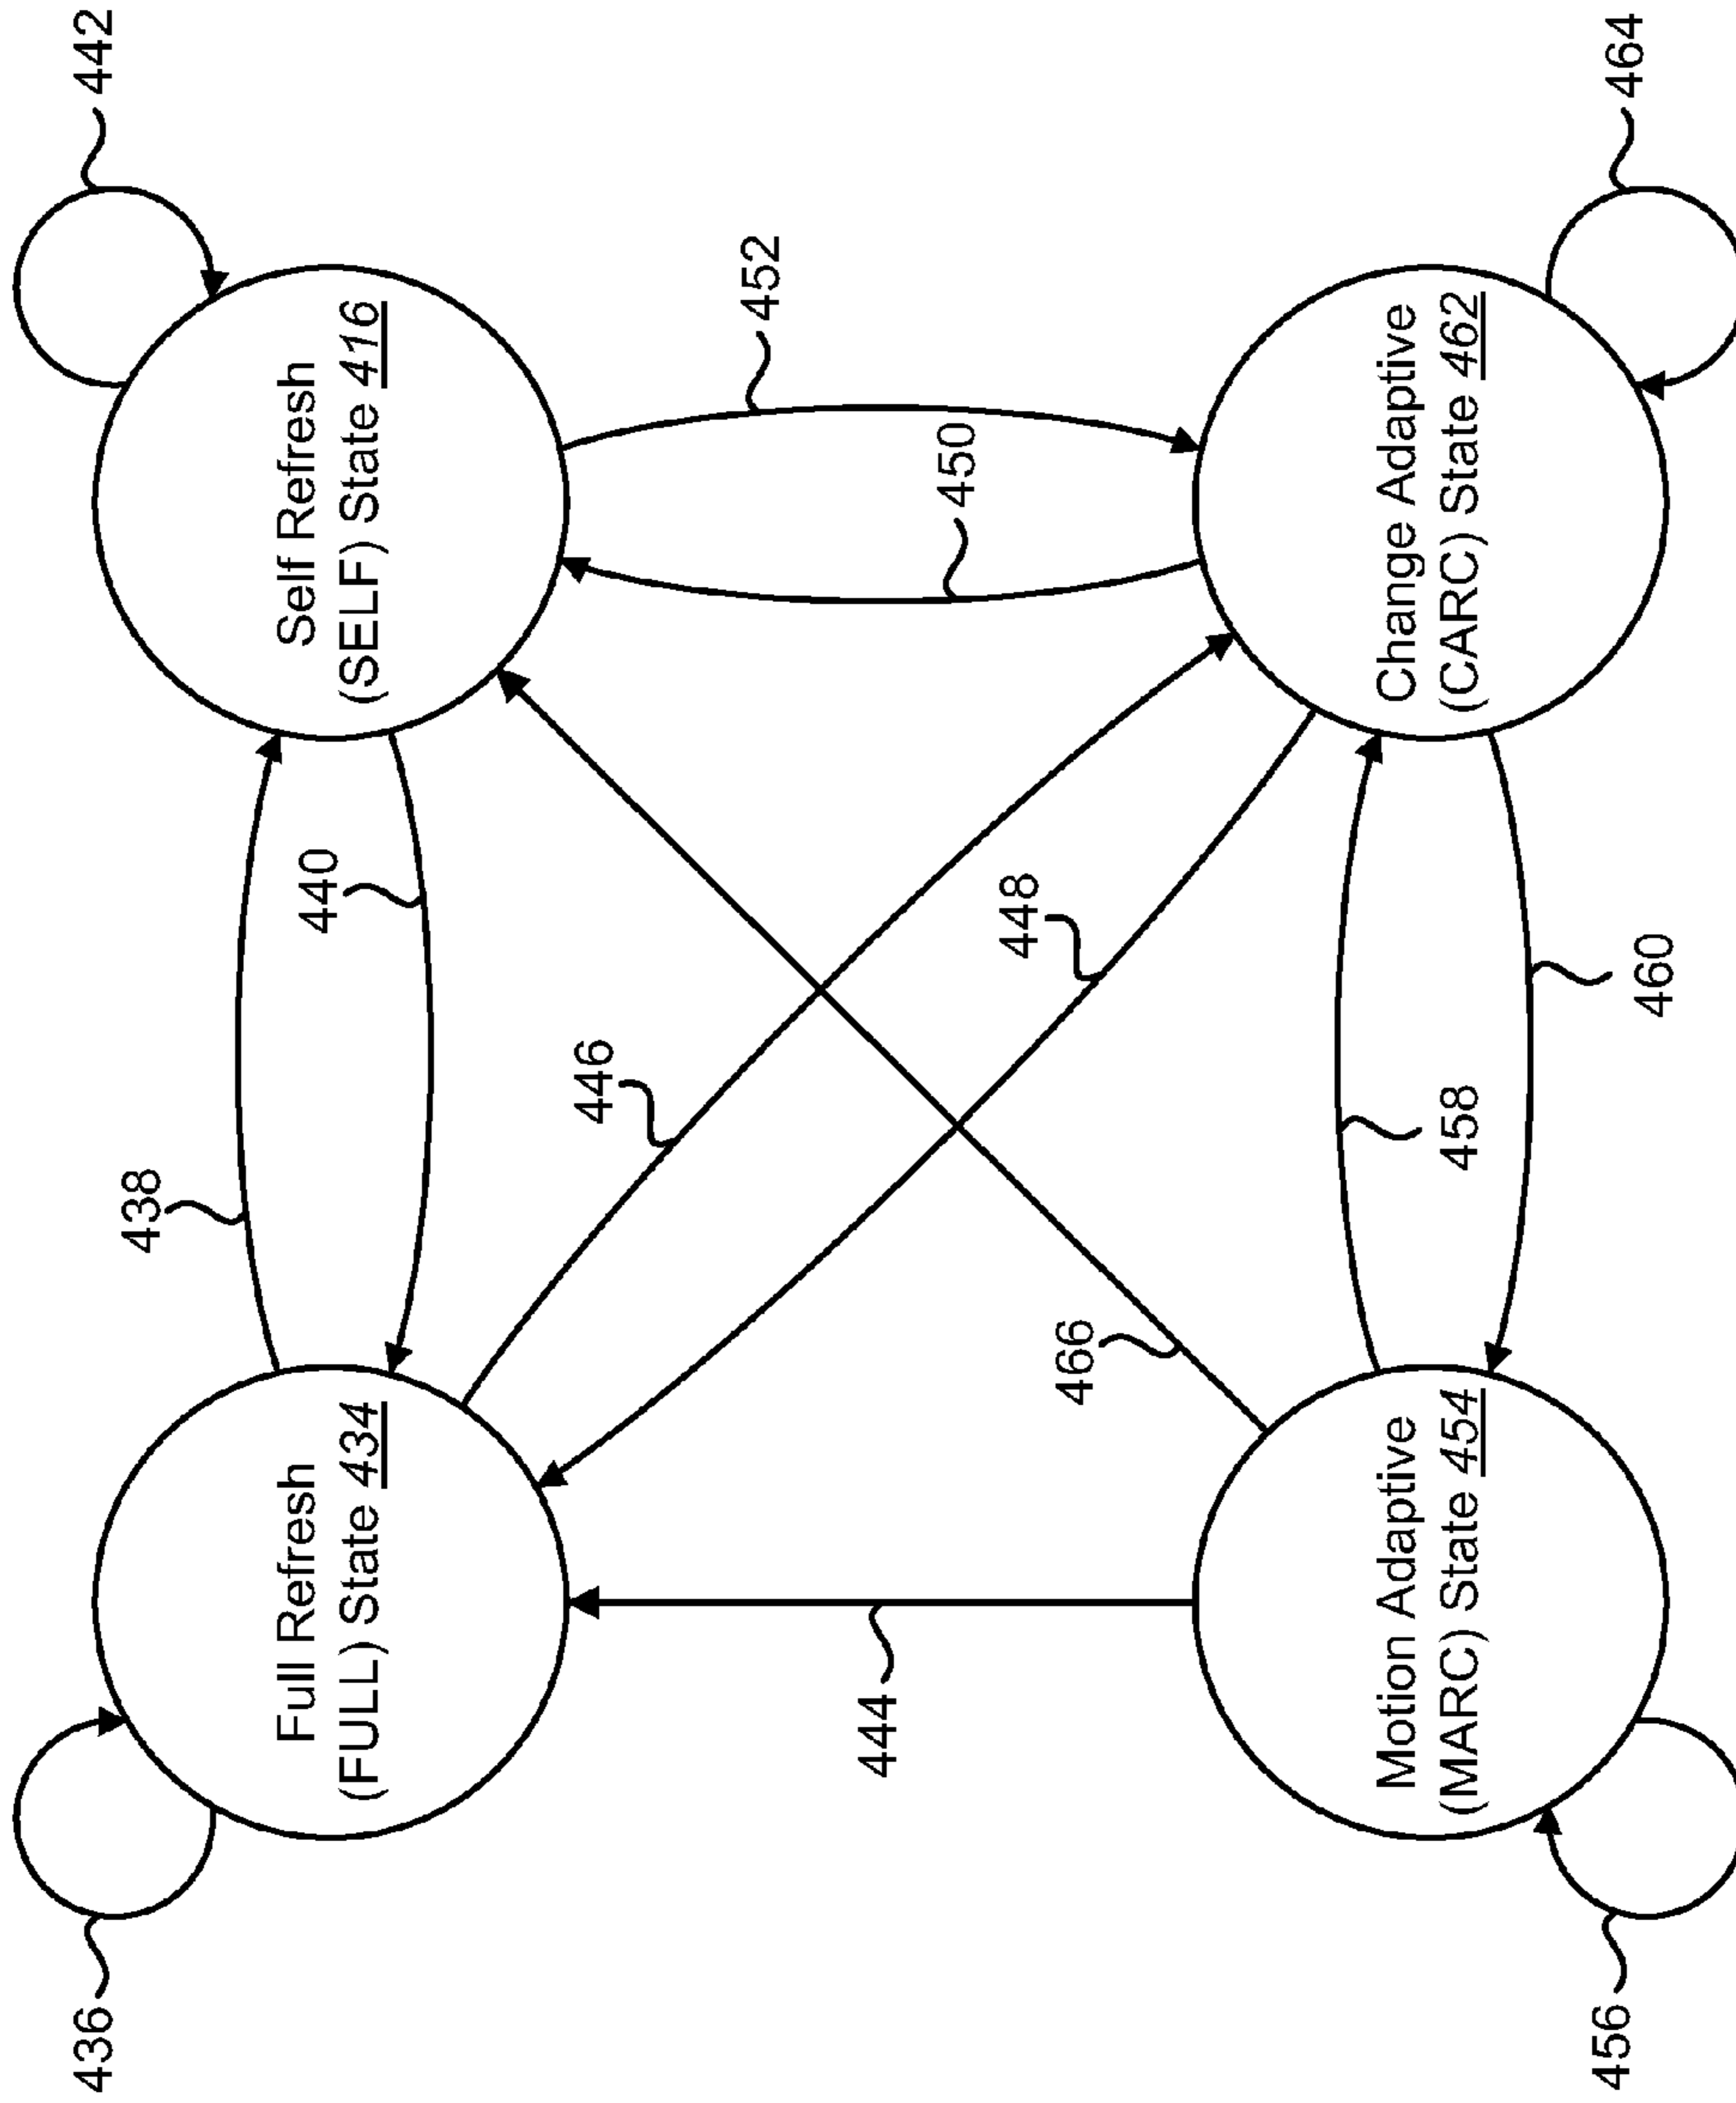 436
442
Full Refresh
(FULL) State 434
438
440
Self Refresh
(SELF) State 416
446
452
444
466
448
450
Motion Adaptive
(MARC) State 454
458
460
Change Adaptive
(CARC) State 462
456
464